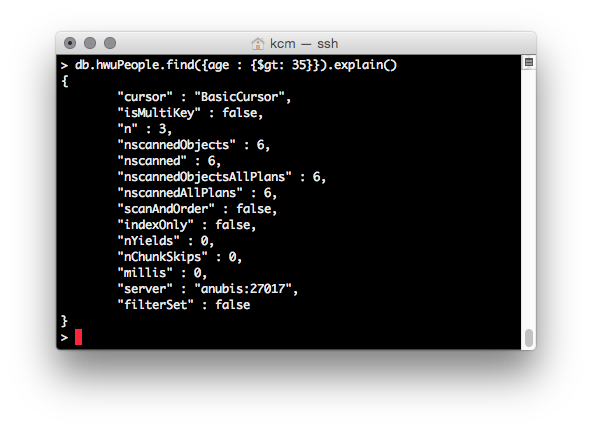 kcm — ssh
> db.hwuPeople.find({age : {$gt: 35}}).explain()
{
        "cursor" : "BasicCursor",
        "isMultiKey" : false,
        "n" : 3,
        "nscannedObjects" : 6,
        "nscanned" : 6,
        "nscannedObjectsAllPlans" : 6,
        "nscannedAllPlans" : 6,
        "scanAndOrder" : false,
        "indexOnly" : false,
        "nYields" : 0,
        "nChunkSkips" : 0,
        "millis" : 0,
        "server" : "anubis:27017",
        "filterSet" : false
}
>